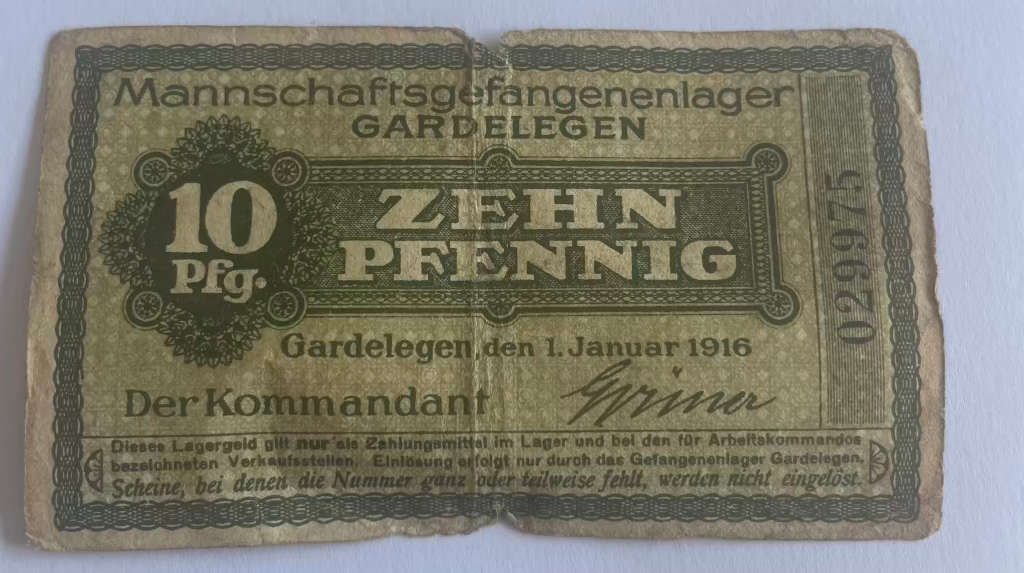 Mannschaftsgefangenenlager
GARDELEGEN
10
Pfg.
ZEHN
PFENNIG
0299975
Gardelegen, den 1. Januar 1916
Der Kommandant
Dieses Lagergeld gilt nur als Zahlungsmittel im Lager und bei den für Arbeitskommandos
bezeichneten Verkaufsstellen. Einlösung erfolgt nur durch das Gefangenenlager Gardelegen.
Scheine, bei denen die Nummer ganz oder teilweise fehlt, werden nicht eingelöst.